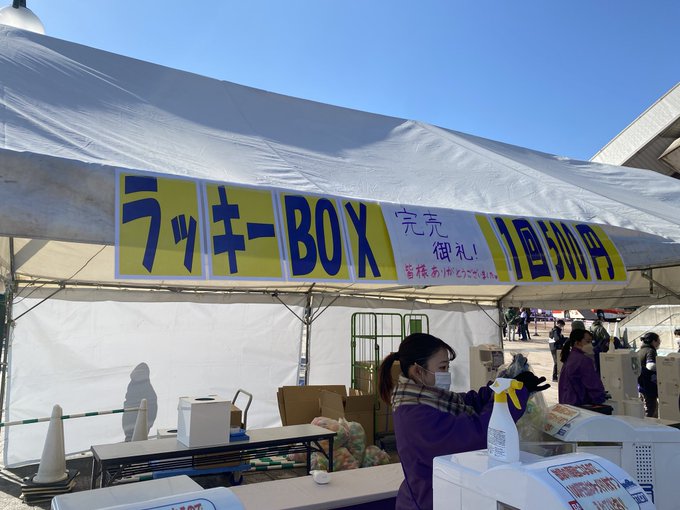 ラッキーBOX
完売
御礼!
皆様ありがとうございました。
1回500円